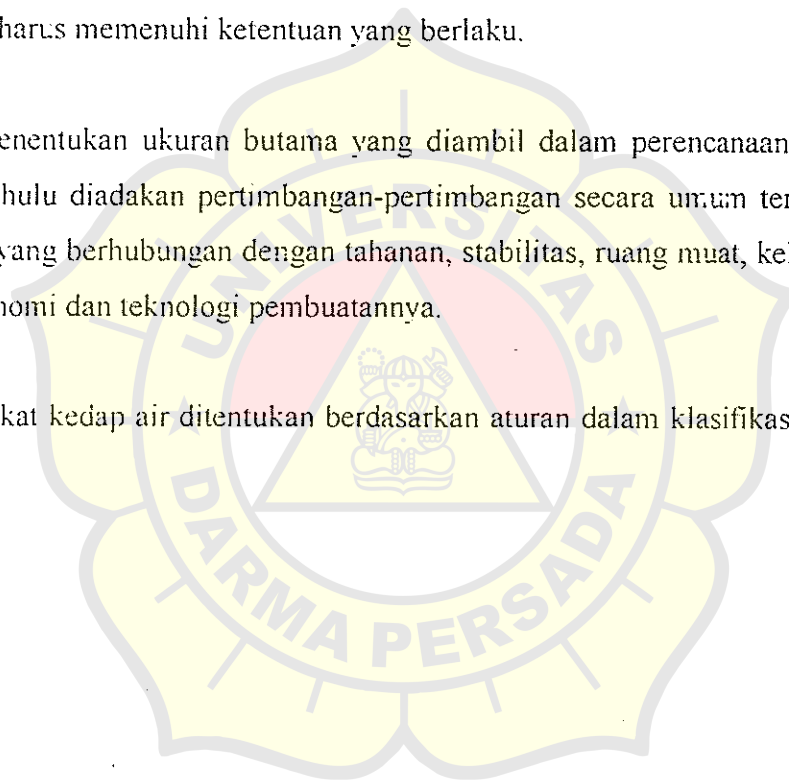 harus memenuhi ketentuan yang berlaku.
enentukan ukuran butama yang diambil dalam perencanaan
hulu diadakan pertimbangan-pertimbangan secara umum ter
yang berhubungan dengan tahanan, stabilitas, ruang muat, kel
nomi dan teknologi pembuatannya.
kat kedap air ditentukan berdasarkan aturan dalam klasifikas
UNIVERSITAS
DARMA PERSADA